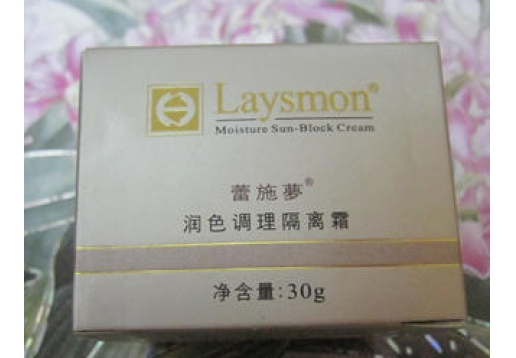 Laysmon®
Moisture Sun-Block Cream
蕾施夢®
润色调理隔离霜
净含量:30g